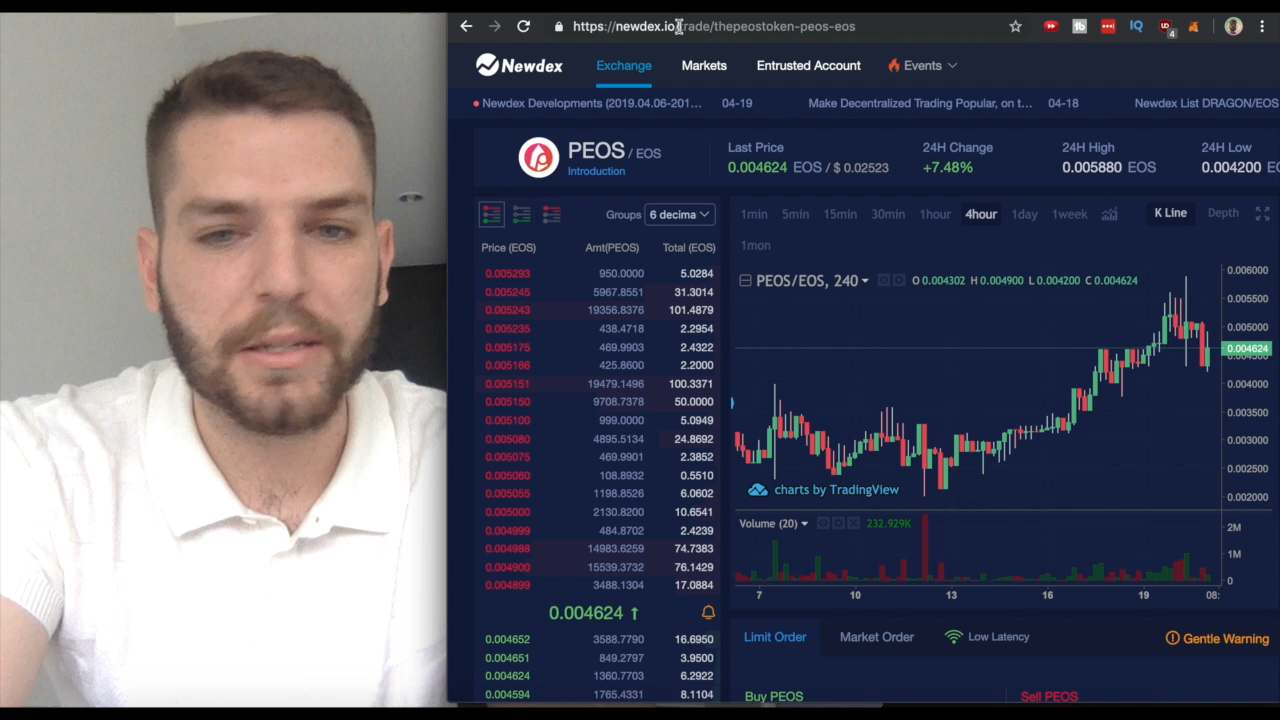 https://newdex.io/trade/thepeostoken-peos-eos
4
Newdex Exchange Markets Entrusted Account Events
Newdex Developments (2019.04.06-201... 04-19 Make Decentralized Trading Popular, on t... 04-18 Newdex List DRAGON/EOS
PEOS / EOS
Introduction
Last Price 24H Change 24H High 24H Low
0.004624 EOS / $ 0.02523 +7.48% 0.005880 EOS 0.004200
Groups 6 decima
1min 5min 15min 30min 1hour 4hour 1day 1week K Line Depth
1mon
Price (EOS) Amt(PEOS) Total (EOS)
0.005293 950.0000 5.0284
0.005245 5967.8551 31.3014
0.005243 19356.8376 101.4879
0.005235 438.4718 2.2954
0.005175 469.9903 2.4322
0.005166 425.8600 2.2000
0.005151 19479.1496 100.3371
0.005150 9708.7378 50.0000
0.005100 999.0000 5.0949
0.005080 4895.5134 24.8692
0.005075 469.9901 2.3852
0.005060 108.8932 0.5510
0.005055 1198.8526 6.0602
0.005000 2130.8200 10.6541
0.004999 484.8702 2.4239
0.004988 14983.6259 74.7383
0.004900 15539.3732 76.1429
0.004899 3488.1304 17.0884
0.004624 ↑
0.004652 3588.7790 16.6950
0.004651 849.2797 3.9500
0.004624 1360.7703 6.2922
0.004594 1765.4331 8.1104
PEOS/EOS, 240 O 0.004302 H 0.004900 L 0.004200 C 0.004624
0.006000
0.005500
0.005000
0.004624
0.004000
0.003500
0.003000
0.002500
0.002000
charts by TradingView
Volume (20) 232.929K
2M
1M
0
7 10 13 16 19 08:
Limit Order Market Order Low Latency Gentle Warning
Buy PEOS Sell PEOS